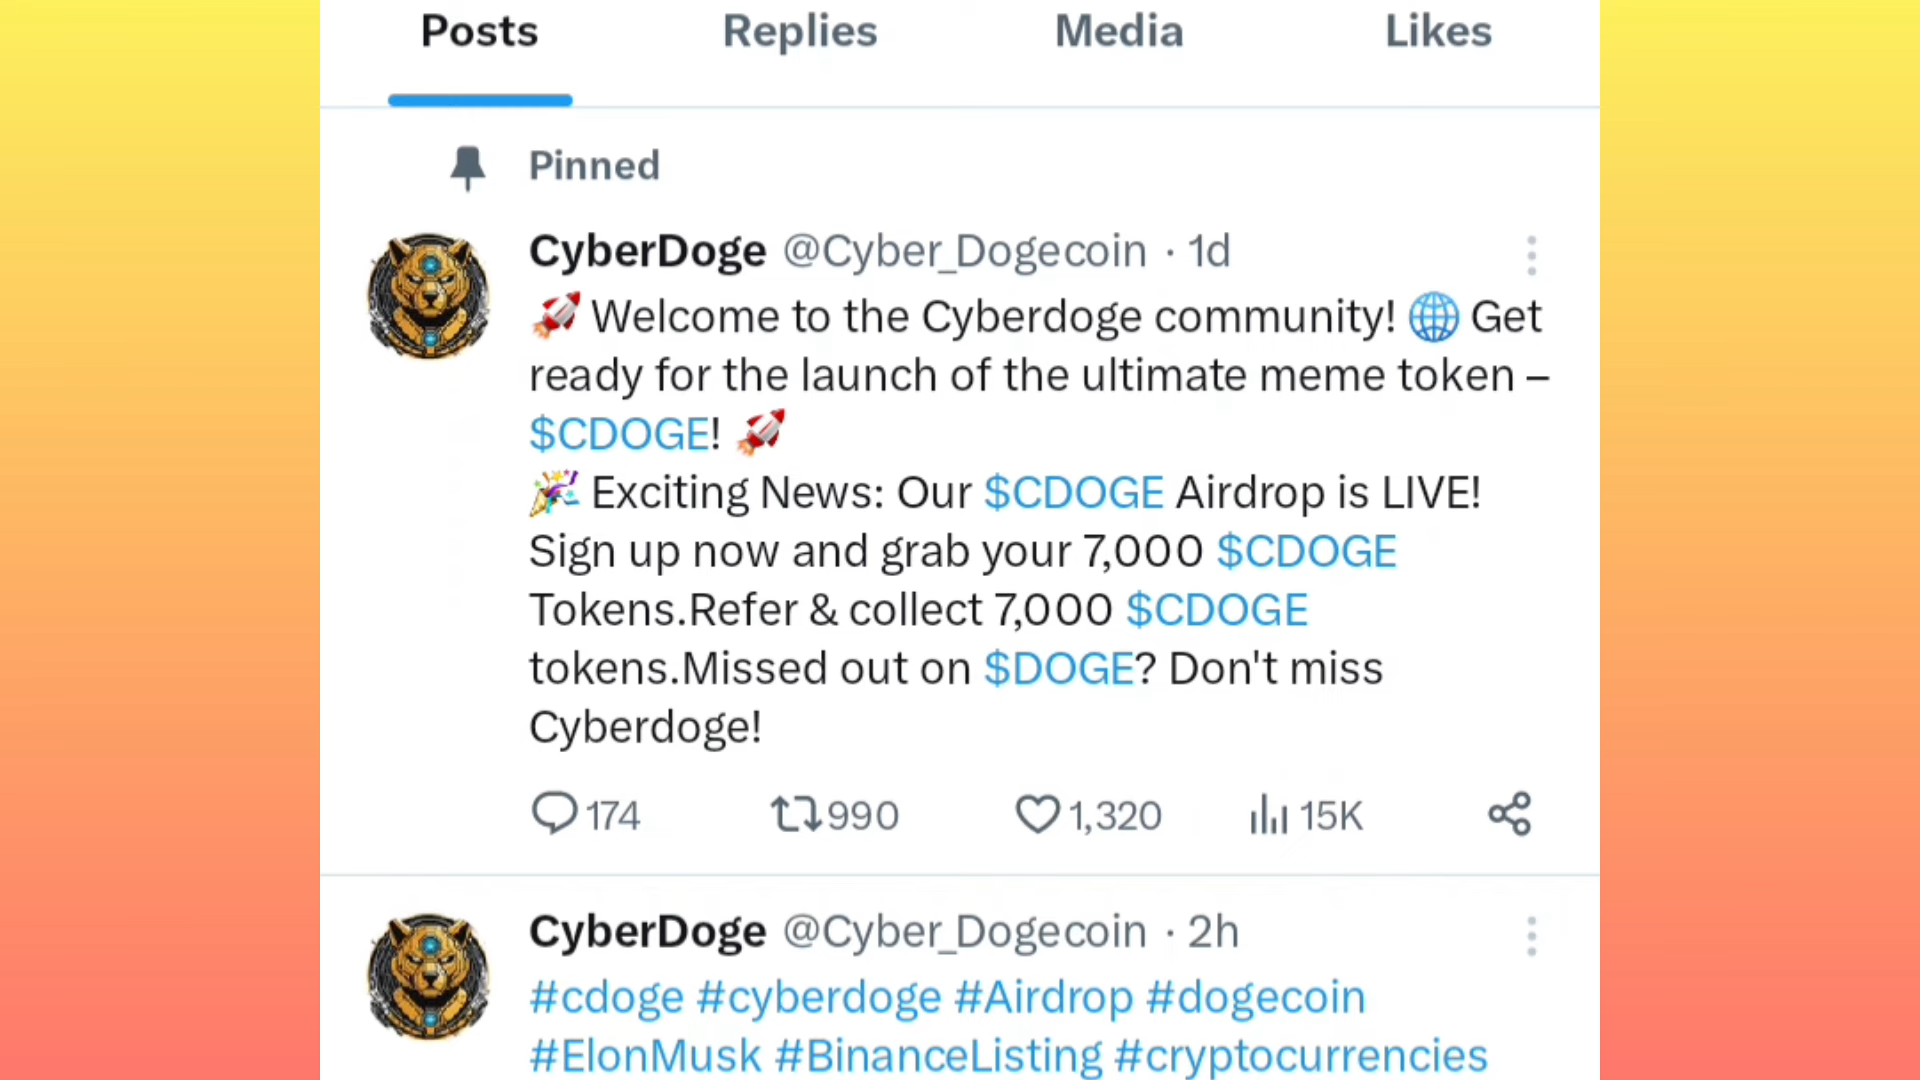 Posts Replies Media Likes
Pinned
CyberDoge @Cyber_Dogecoin · 1d
🚀 Welcome to the Cyberdoge community! 🌐 Get
ready for the launch of the ultimate meme token –
$CDOGE! 🚀
🎉 Exciting News: Our $CDOGE Airdrop is LIVE!
Sign up now and grab your 7,000 $CDOGE
Tokens.Refer & collect 7,000 $CDOGE
tokens.Missed out on $DOGE? Don't miss
Cyberdoge!
174 990 1,320 15K
CyberDoge @Cyber_Dogecoin · 2h
#cdoge #cyberdoge #Airdrop #dogecoin
#ElonMusk #BinanceListing #cryptocurrencies